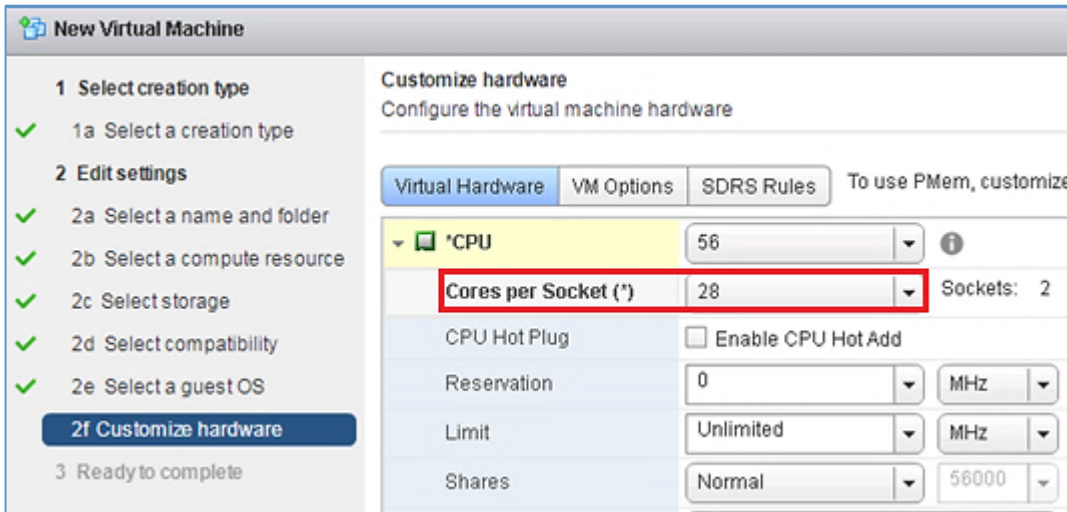 New Virtual Machine
1 Select creation type
1a Select a creation type
2 Edit settings
2a Select a name and folder
2b Select a compute resource
2c Select storage
2d Select compatibility
2e Select a guest OS
2f Customize hardware
3 Ready to complete
Customize hardware
Configure the virtual machine hardware
Virtual Hardware VM Options SDRS Rules To use PMem, customize
*CPU 56
Cores per Socket (*) 28 Sockets: 2
CPU Hot Plug Enable CPU Hot Add
Reservation 0 MHz
Limit Unlimited MHz
Shares Normal 56000